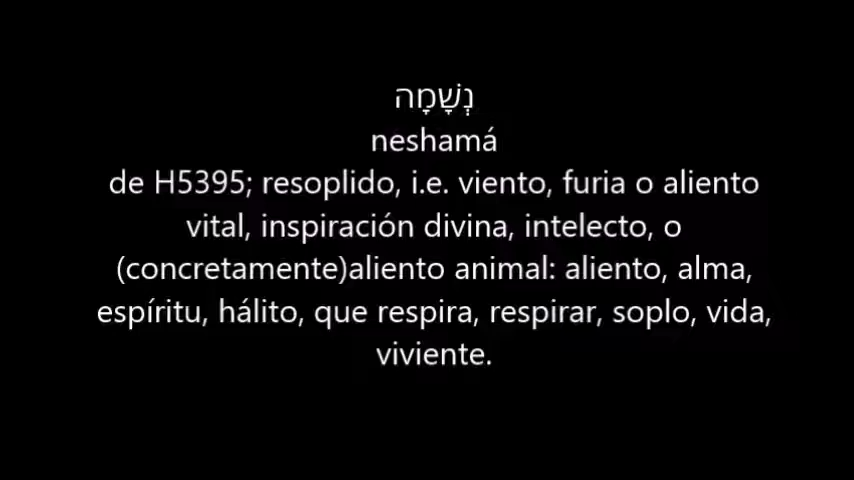 נְשָׁמָה
neshamá
de H5395; resoplido, i.e. viento, furia o aliento
vital, inspiración divina, intelecto, o
(concretamente)aliento animal: aliento, alma,
espíritu, hálito, que respira, respirar, soplo, vida,
viviente.